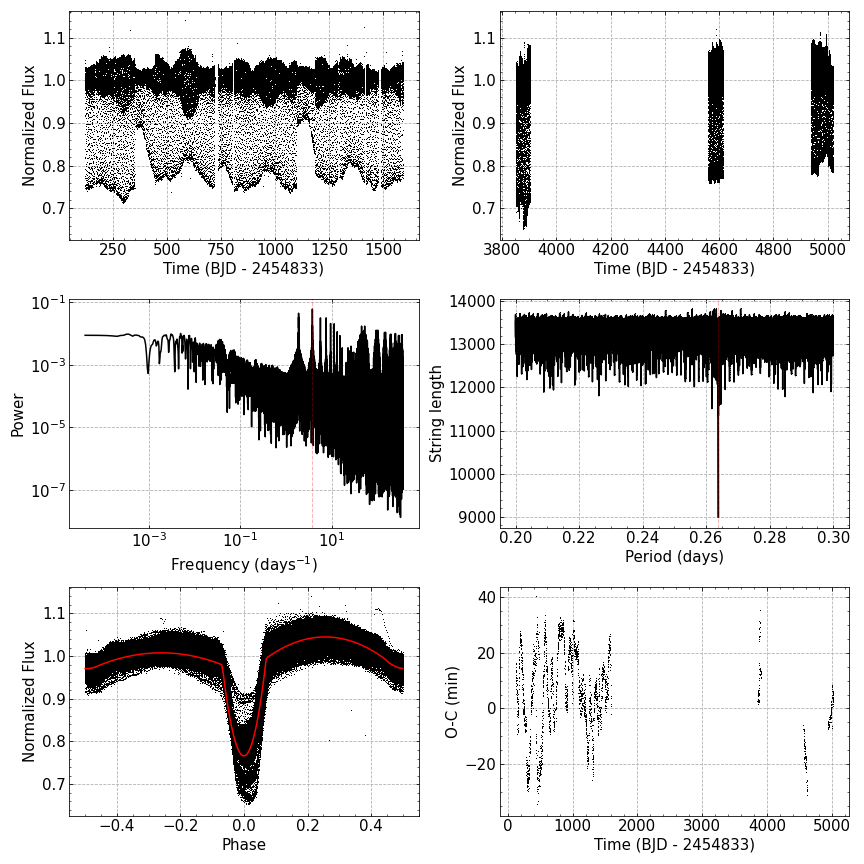 Normalized Flux
1.1
1.0
0.9
0.8
0.7
250 500 750 1000 1250 1500
Time (BJD - 2454833)
Normalized Flux
1.1
1.0
0.9
0.8
0.7
3800 4000 4200 4400 4600 4800 5000
Time (BJD - 2454833)
Power
10⁻¹
10⁻³
10⁻⁵
10⁻⁷
10⁻³ 10⁻¹ 10¹
Frequency (days⁻¹)
String length
14000
13000
12000
11000
10000
9000
0.20 0.22 0.24 0.26 0.28 0.30
Period (days)
Normalized Flux
1.1
1.0
0.9
0.8
0.7
−0.4 −0.2 0.0 0.2 0.4
Phase
O-C (min)
40
20
0
−20
0 1000 2000 3000 4000 5000
Time (BJD - 2454833)